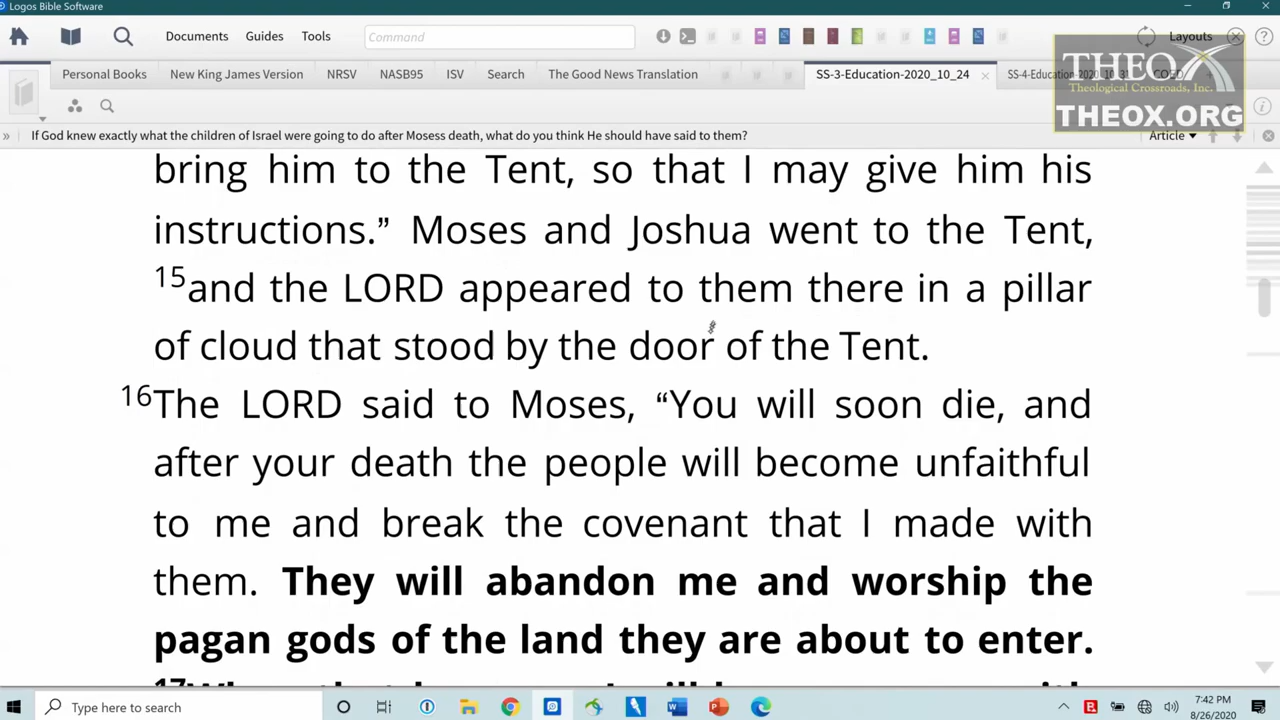 Logos Bible Software
Documents Guides Tools Command Layouts
Personal Books New King James Version NRSV NASB95 ISV Search The Good News Translation SS-3-Education-2020_10_24 SS-4-Education-2020_10_31
THEOX
Theological Crossroads, Inc.
THEOX.ORG
» If God knew exactly what the children of Israel were going to do after Mosess death, what do you think He should have said to them? Article
bring him to the Tent, so that I may give him his
instructions.” Moses and Joshua went to the Tent,
15and the LORD appeared to them there in a pillar
of cloud that stood by the door of the Tent.
16The LORD said to Moses, “You will soon die, and
after your death the people will become unfaithful
to me and break the covenant that I made with
them. They will abandon me and worship the
pagan gods of the land they are about to enter.
Type here to search
7:42 PM
8/26/2020